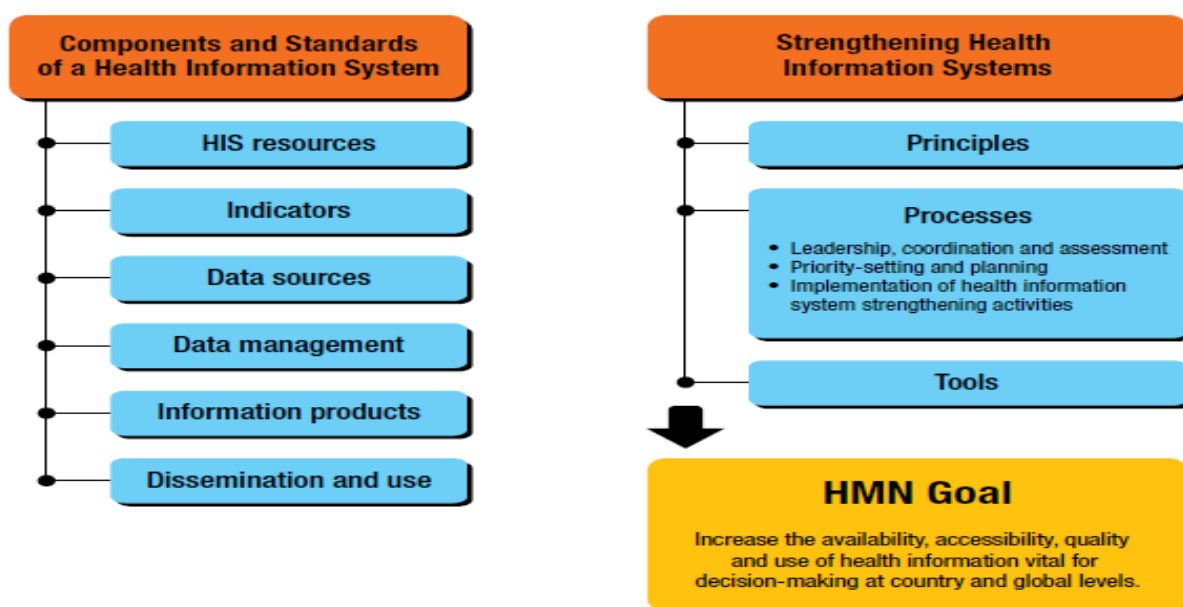 Components and Standards
of a Health Information System
HIS resources
Indicators
Data sources
Data management
Information products
Dissemination and use
Strengthening Health
Information Systems
Principles
Processes
• Leadership, coordination and assessment
• Priority-setting and planning
• Implementation of health information
system strengthening activities
Tools
HMN Goal
Increase the availability, accessibility, quality
and use of health information vital for
decision-making at country and global levels.